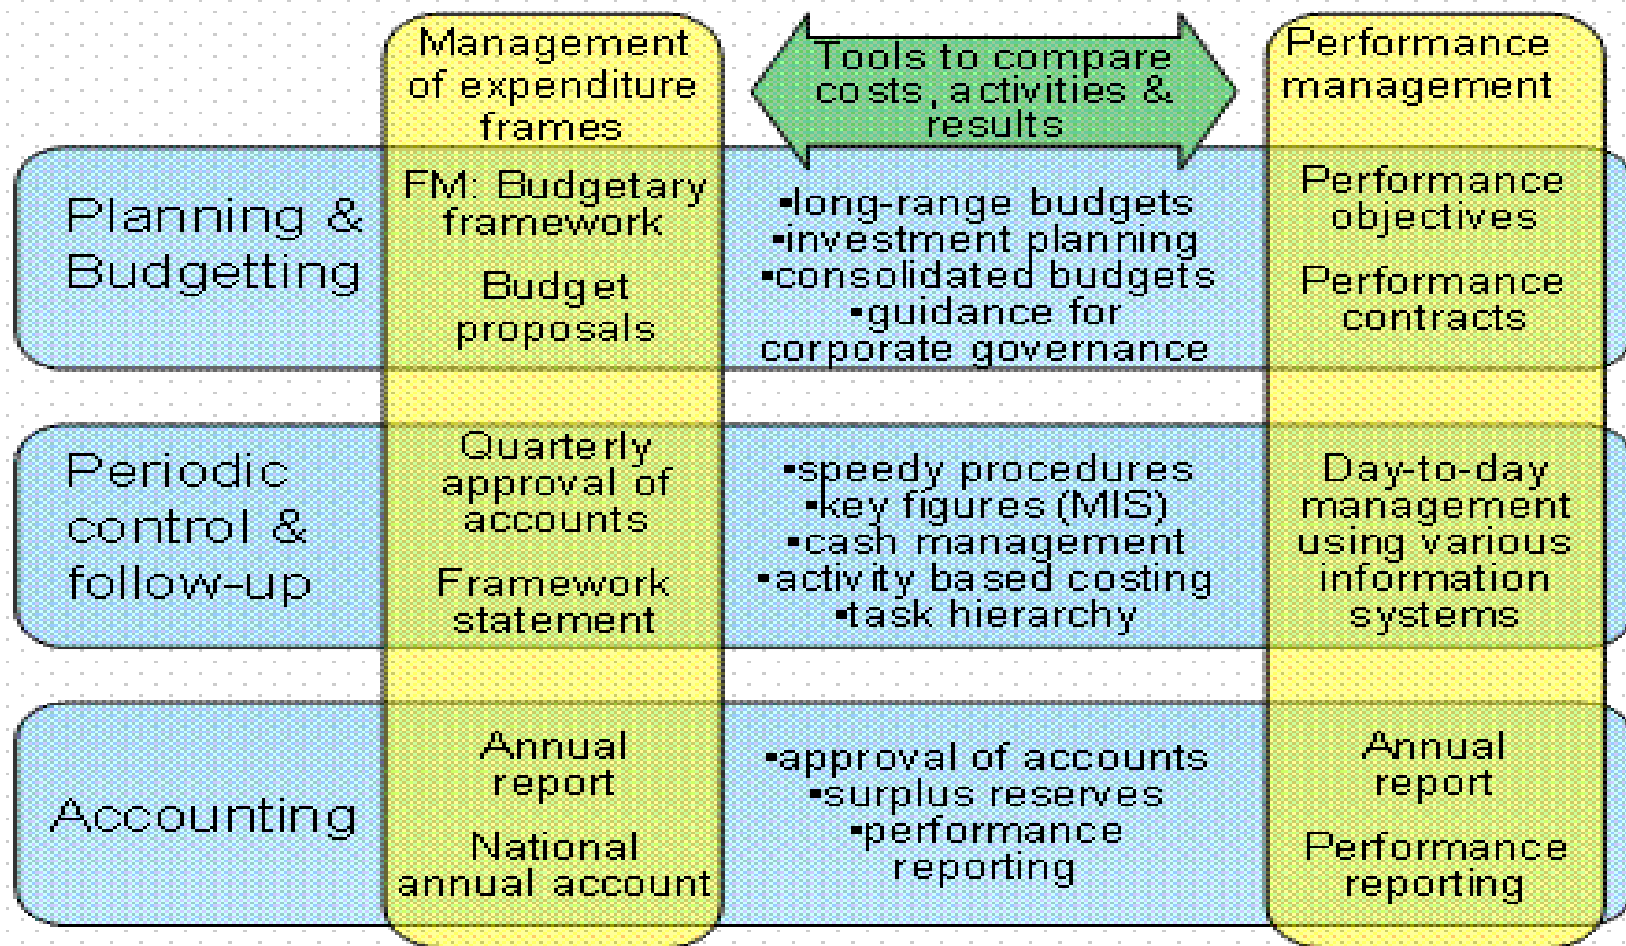 Management
of expenditure
frames
Tools to compare
costs, activities &
results
Performance
management
Planning &
Budgetting
FM: Budgetary
framework
Budget
proposals
▪long-range budgets
▪investment planning
▪consolidated budgets
▪guidance for
corporate governance
Performance
objectives
Performance
contracts
Periodic
control &
follow-up
Quarterly
approval of
accounts
Framework
statement
▪speedy procedures
▪key figures (MIS)
▪cash management
▪activity based costing
▪task hierarchy
Day-to-day
management
using various
information
systems
Accounting
Annual
report
National
annual account
▪approval of accounts
▪surplus reserves
▪performance
reporting
Annual
report
Performance
reporting